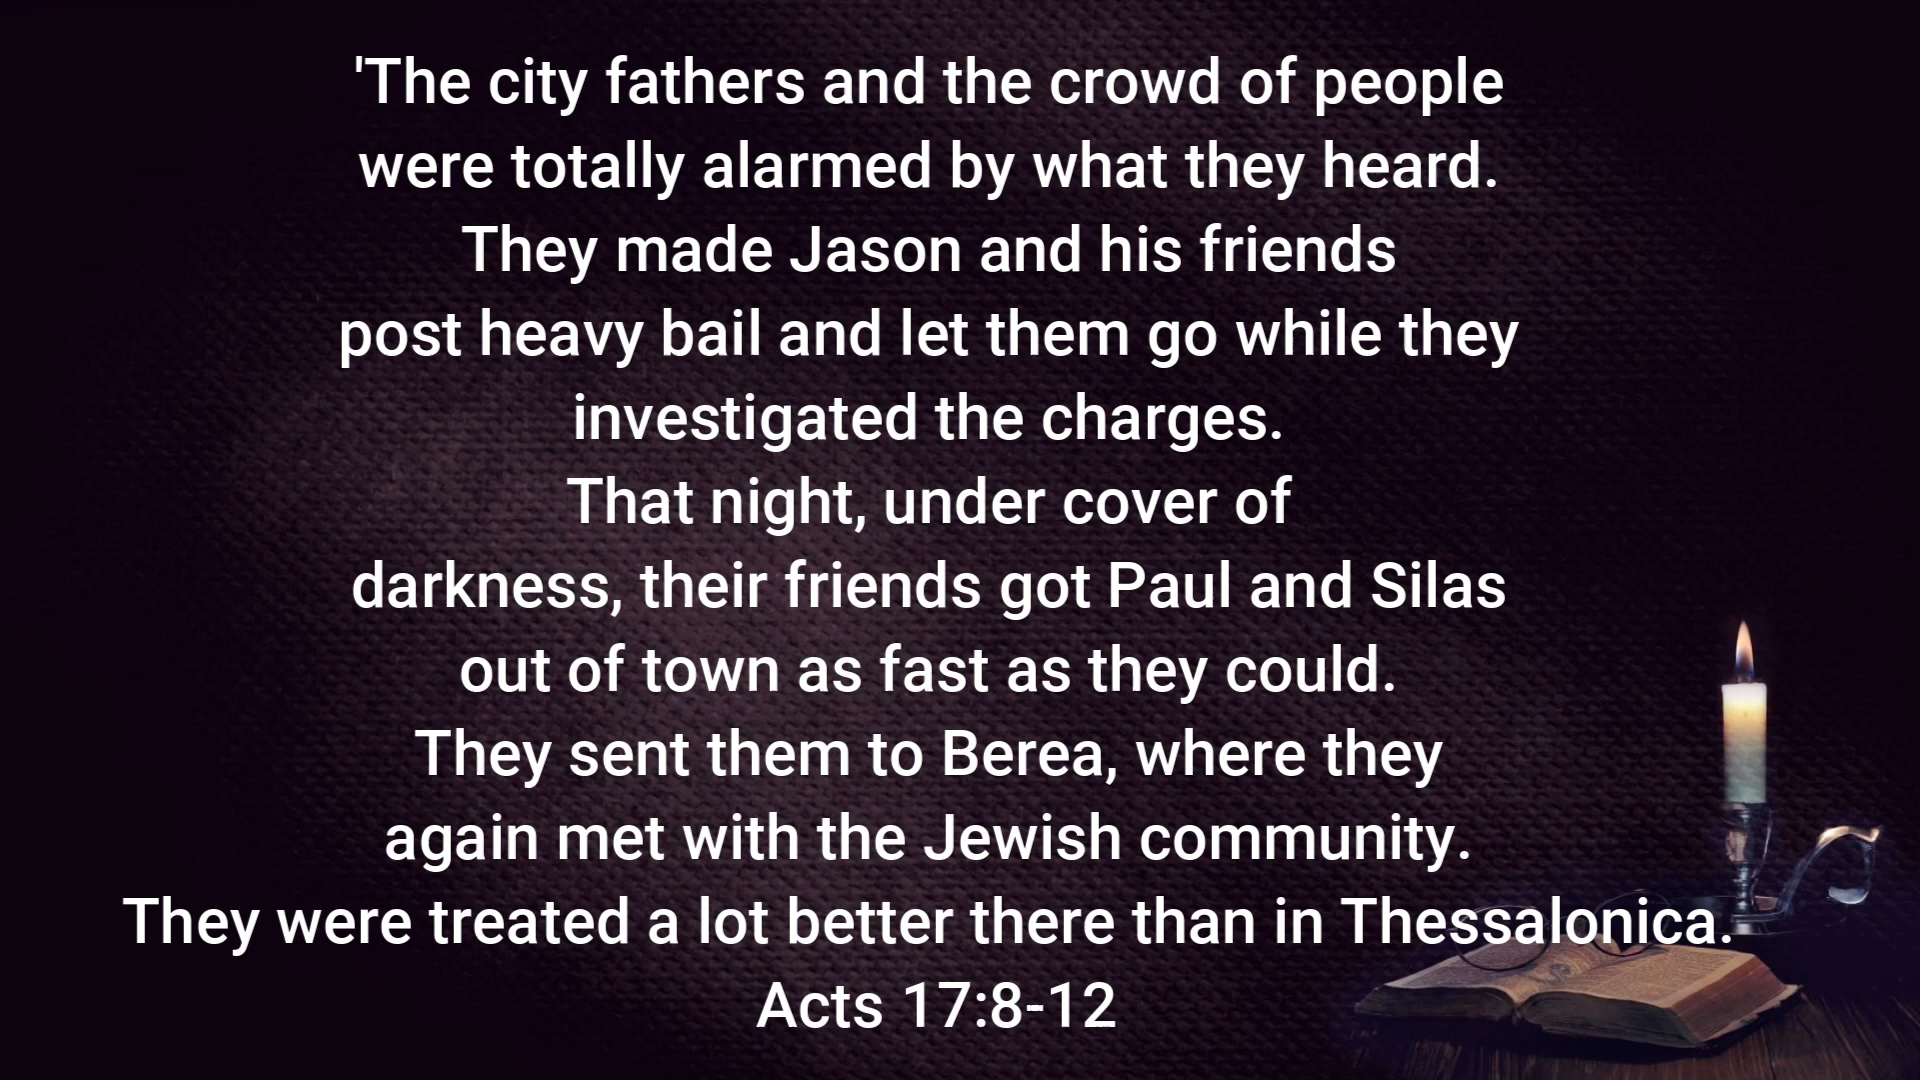 'The city fathers and the crowd of people
were totally alarmed by what they heard.
They made Jason and his friends
post heavy bail and let them go while they
investigated the charges.
That night, under cover of
darkness, their friends got Paul and Silas
out of town as fast as they could.
They sent them to Berea, where they
again met with the Jewish community.
They were treated a lot better there than in Thessalonica.
Acts 17:8-12